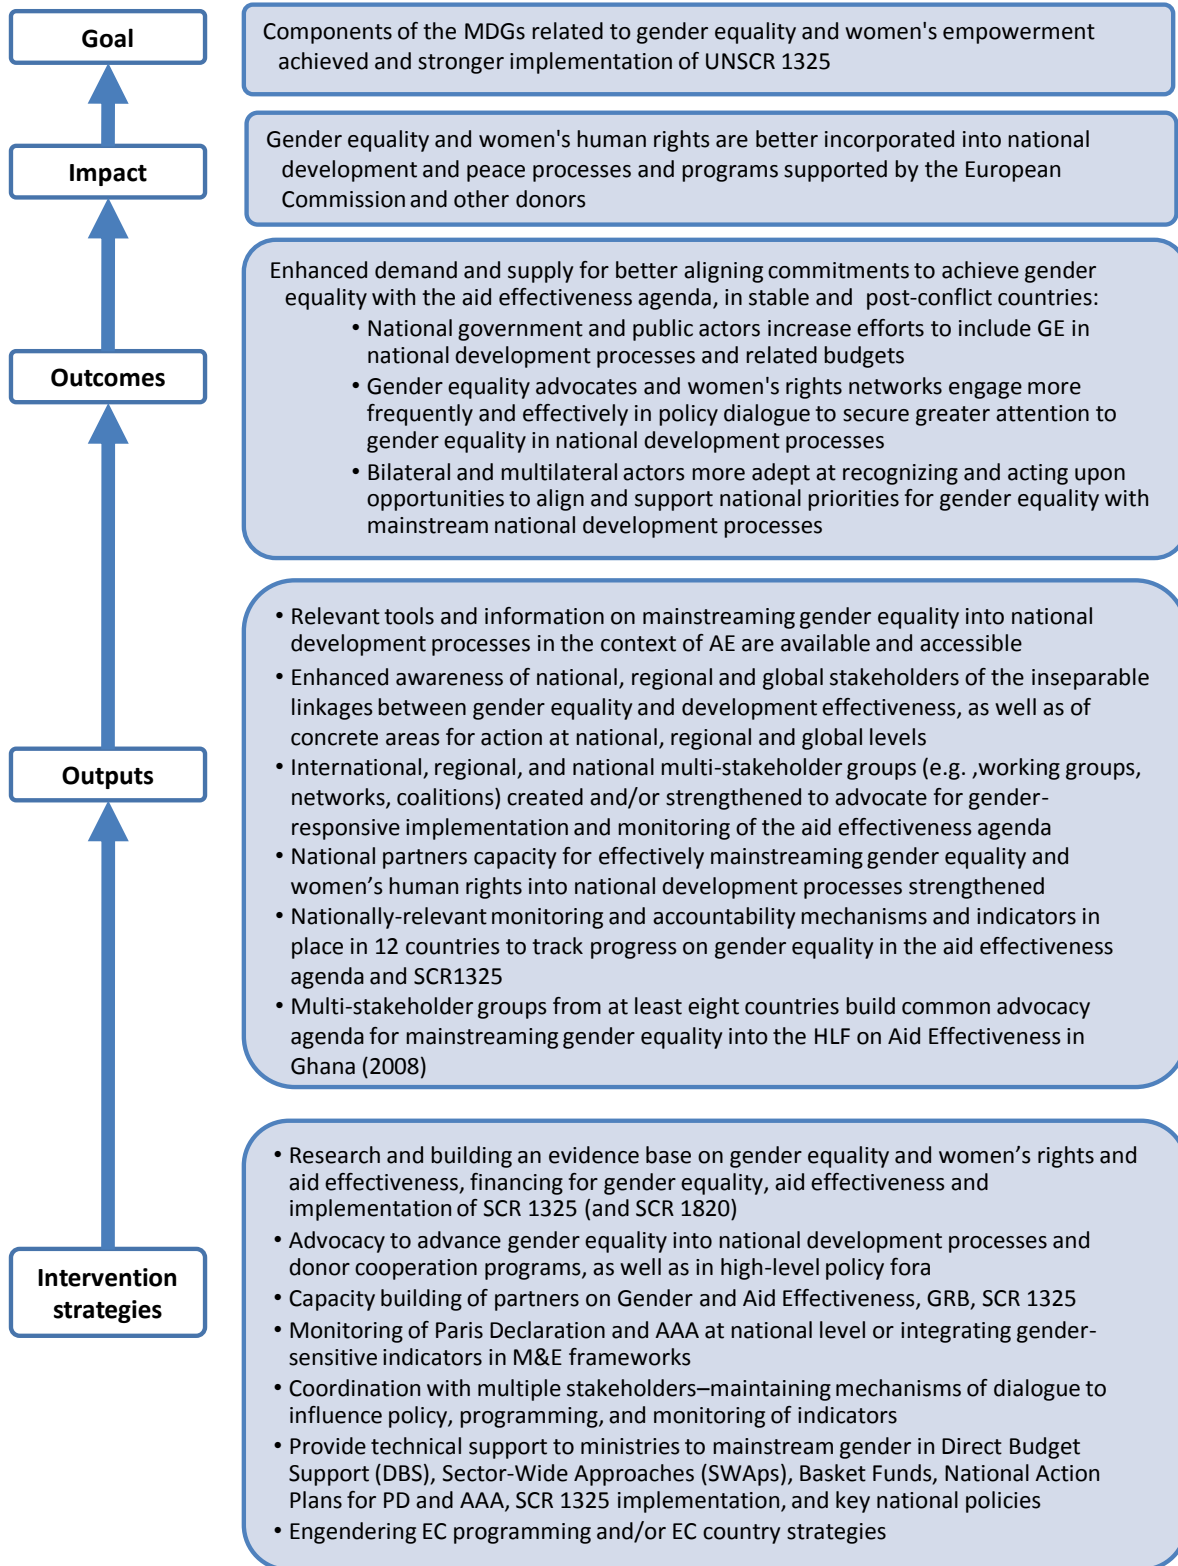 Goal
Components of the MDGs related to gender equality and women's empowerment
achieved and stronger implementation of UNSCR 1325
Impact
Gender equality and women's human rights are better incorporated into national
development and peace processes and programs supported by the European
Commission and other donors
Outcomes
Enhanced demand and supply for better aligning commitments to achieve gender
equality with the aid effectiveness agenda, in stable and post-conflict countries:
• National government and public actors increase efforts to include GE in
national development processes and related budgets
• Gender equality advocates and women's rights networks engage more
frequently and effectively in policy dialogue to secure greater attention to
gender equality in national development processes
• Bilateral and multilateral actors more adept at recognizing and acting upon
opportunities to align and support national priorities for gender equality with
mainstream national development processes
Outputs
• Relevant tools and information on mainstreaming gender equality into national
development processes in the context of AE are available and accessible
• Enhanced awareness of national, regional and global stakeholders of the inseparable
linkages between gender equality and development effectiveness, as well as of
concrete areas for action at national, regional and global levels
• International, regional, and national multi-stakeholder groups (e.g. ,working groups,
networks, coalitions) created and/or strengthened to advocate for gender-
responsive implementation and monitoring of the aid effectiveness agenda
• National partners capacity for effectively mainstreaming gender equality and
women’s human rights into national development processes strengthened
• Nationally-relevant monitoring and accountability mechanisms and indicators in
place in 12 countries to track progress on gender equality in the aid effectiveness
agenda and SCR1325
• Multi-stakeholder groups from at least eight countries build common advocacy
agenda for mainstreaming gender equality into the HLF on Aid Effectiveness in
Ghana (2008)
Intervention
strategies
• Research and building an evidence base on gender equality and women’s rights and
aid effectiveness, financing for gender equality, aid effectiveness and
implementation of SCR 1325 (and SCR 1820)
• Advocacy to advance gender equality into national development processes and
donor cooperation programs, as well as in high-level policy fora
• Capacity building of partners on Gender and Aid Effectiveness, GRB, SCR 1325
• Monitoring of Paris Declaration and AAA at national level or integrating gender-
sensitive indicators in M&E frameworks
• Coordination with multiple stakeholders–maintaining mechanisms of dialogue to
influence policy, programming, and monitoring of indicators
• Provide technical support to ministries to mainstream gender in Direct Budget
Support (DBS), Sector-Wide Approaches (SWAps), Basket Funds, National Action
Plans for PD and AAA, SCR 1325 implementation, and key national policies
• Engendering EC programming and/or EC country strategies